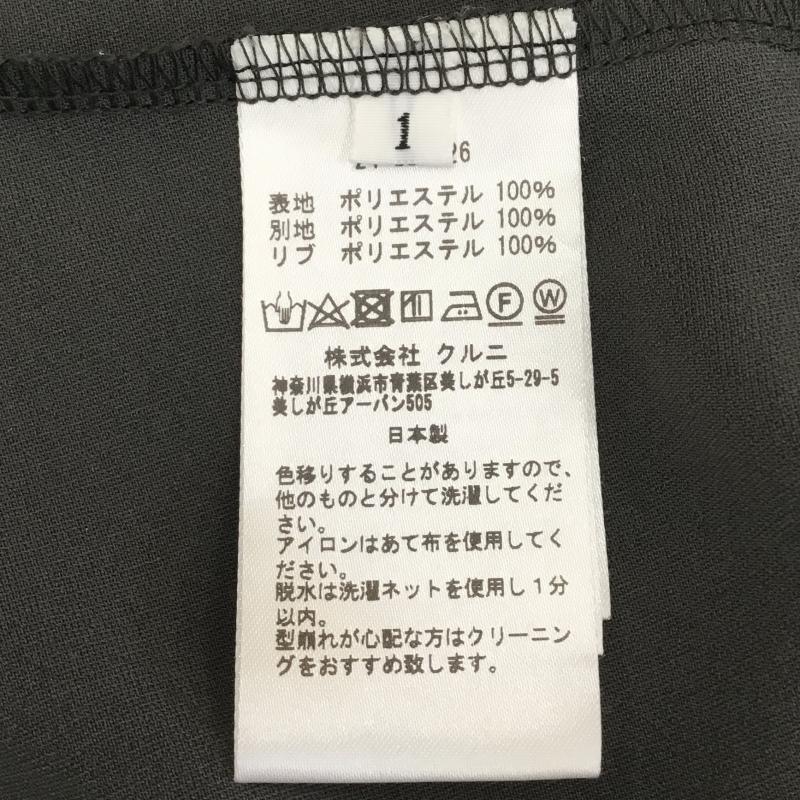 1
26
表地 ポリエステル 100%
別地 ポリエステル 100%
リブ ポリエステル 100%
F W
株式会社 クルニ
神奈川県横浜市青葉区美しが丘5-29-5
美しが丘アーバン505
日本製
色移りすることがありますので、
他のものと分けて洗濯してくだ
さい。
アイロンはあて布を使用してく
ださい。
脱水は洗濯ネットを使用し1分
以内。
型崩れが心配な方はクリーニン
グをおすすめ致します。